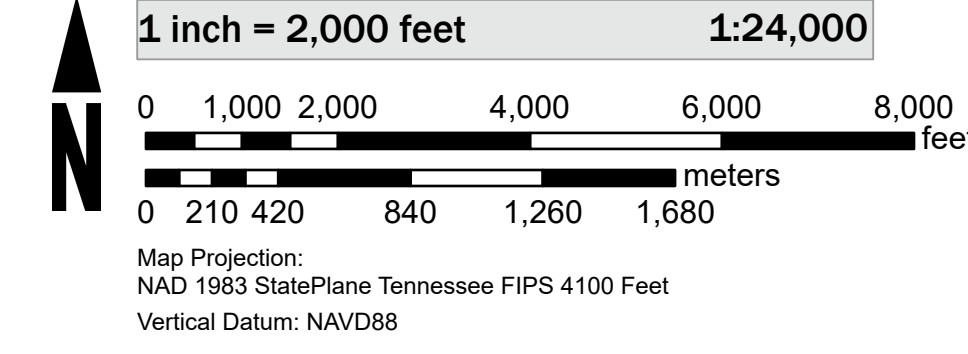 1 inch = 2,000 feet 1:24,000
0 1,000 2,000 4,000 6,000 8,000
feet
N
meters
0 210 420 840 1,260 1,680
Map Projection:
NAD 1983 StatePlane Tennessee FIPS 4100 Feet
Vertical Datum: NAVD88